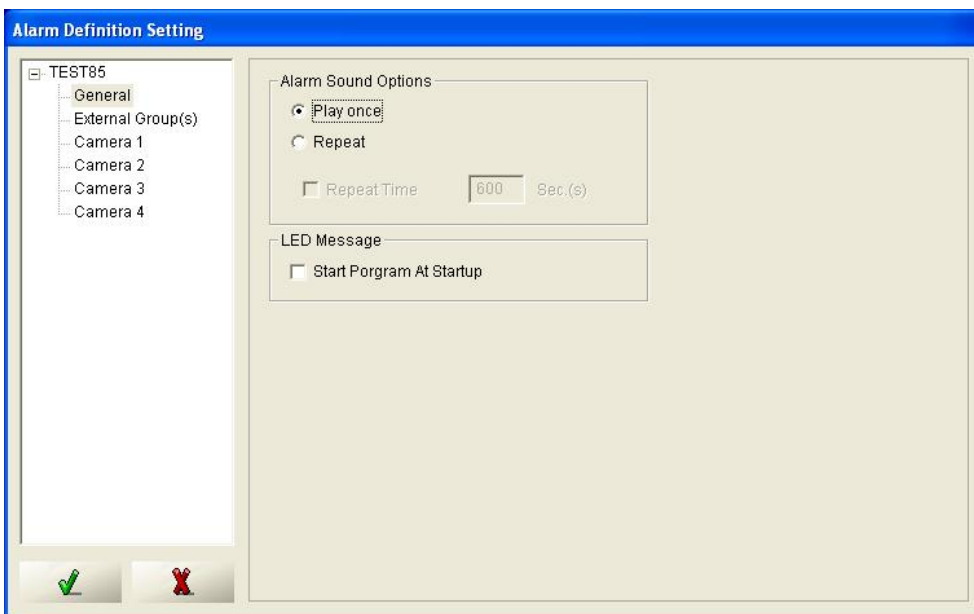 Alarm Definition Setting
TEST85
General
External Group(s)
Camera 1
Camera 2
Camera 3
Camera 4
Alarm Sound Options
Play once
Repeat
Repeat Time 600 Sec.(s)
LED Message
Start Porgram At Startup